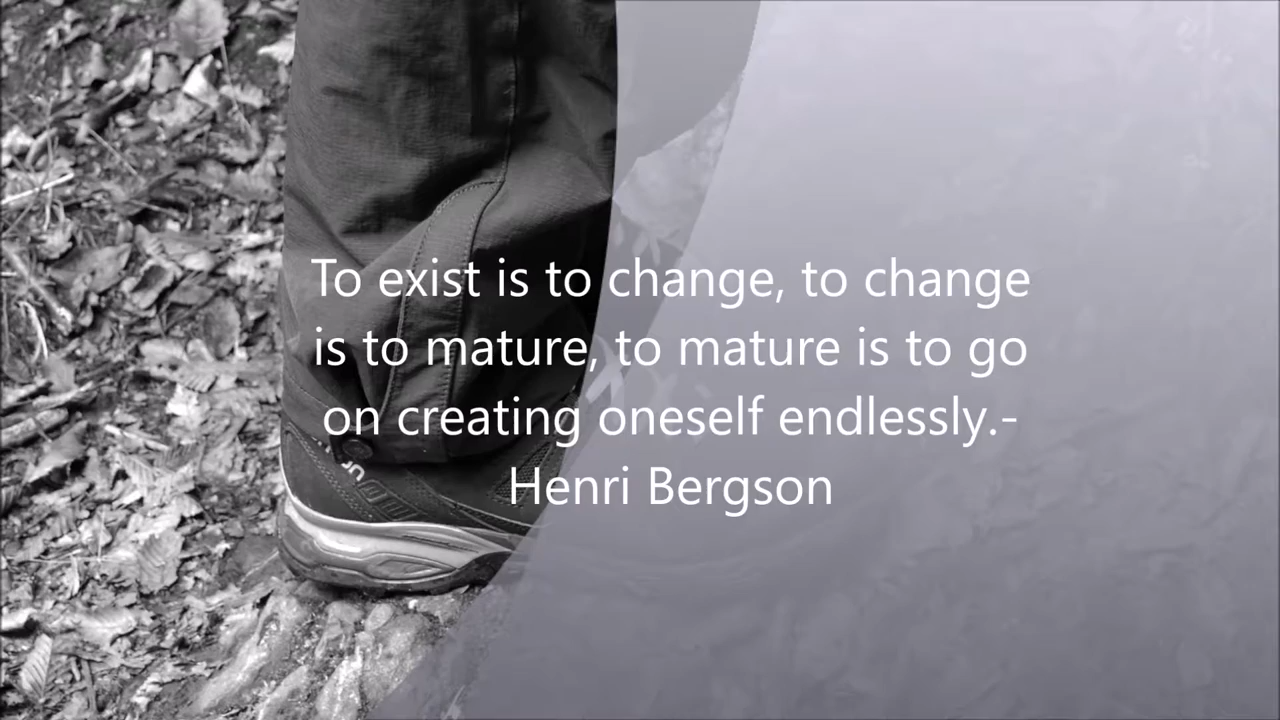 To exist is to change, to change
is to mature, to mature is to go
on creating oneself endlessly.-
Henri Bergson